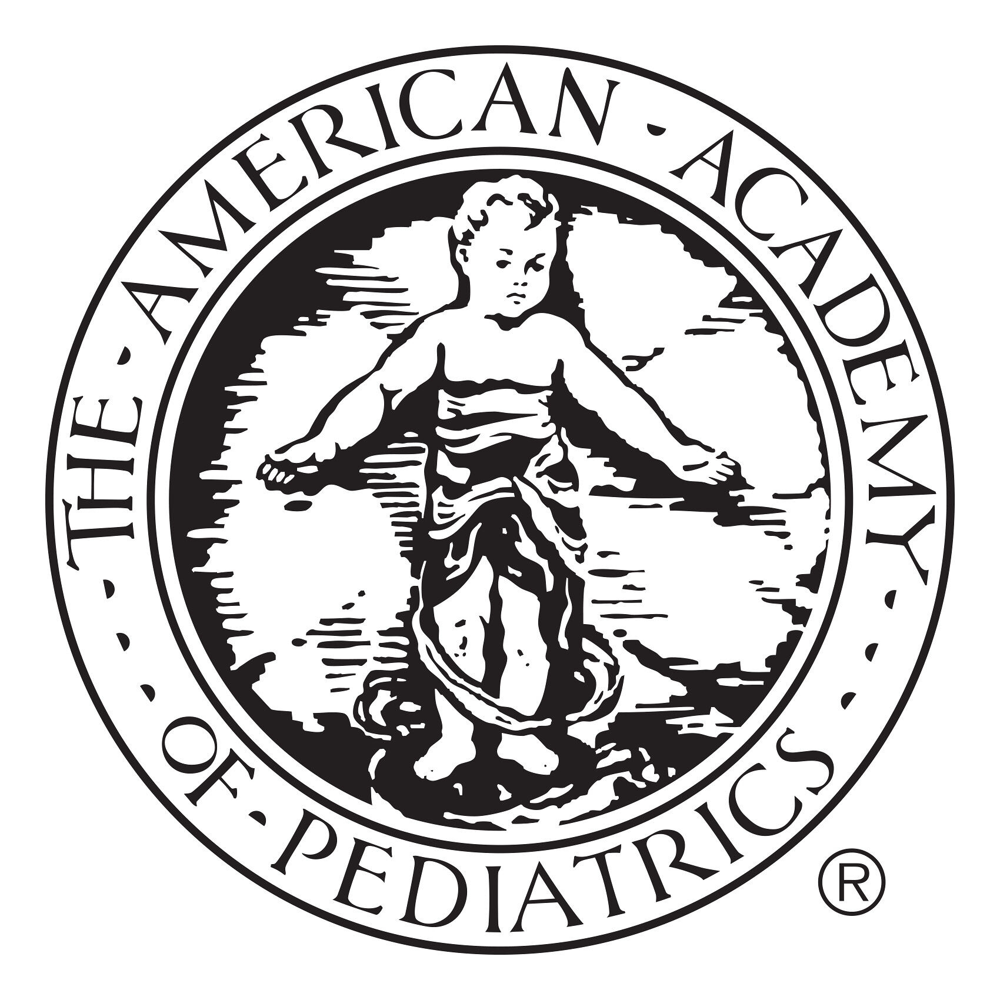 THE · AMERICAN · ACADEMY · OF · PEDIATRICS
®